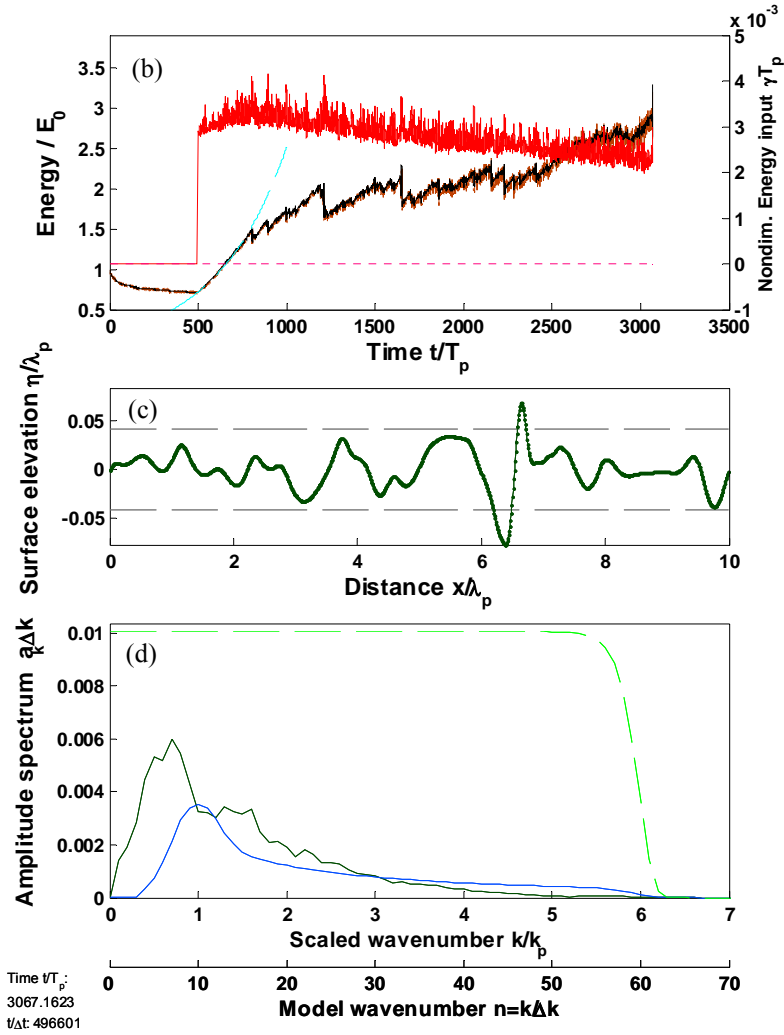 x 10^-3
(b)
3.5
3
2.5
2
1.5
1
0.5
Energy / E_0
5
4
3
2
1
0
-1
Nondim. Energy input γT_p
0 500 1000 1500 2000 2500 3000 3500
Time t/T_p
(c)
0.05
0
-0.05
Surface elevation η/λ_p
0 2 4 6 8 10
Distance x/λ_p
(d)
0.01
0.008
0.006
0.004
0.002
0
Amplitude spectrum a_kΔk
0 1 2 3 4 5 6 7
Scaled wavenumber k/k_p
0 10 20 30 40 50 60 70
Model wavenumber n=k/Δk
Time t/T_p:
3067.1623
t/Δt: 496601